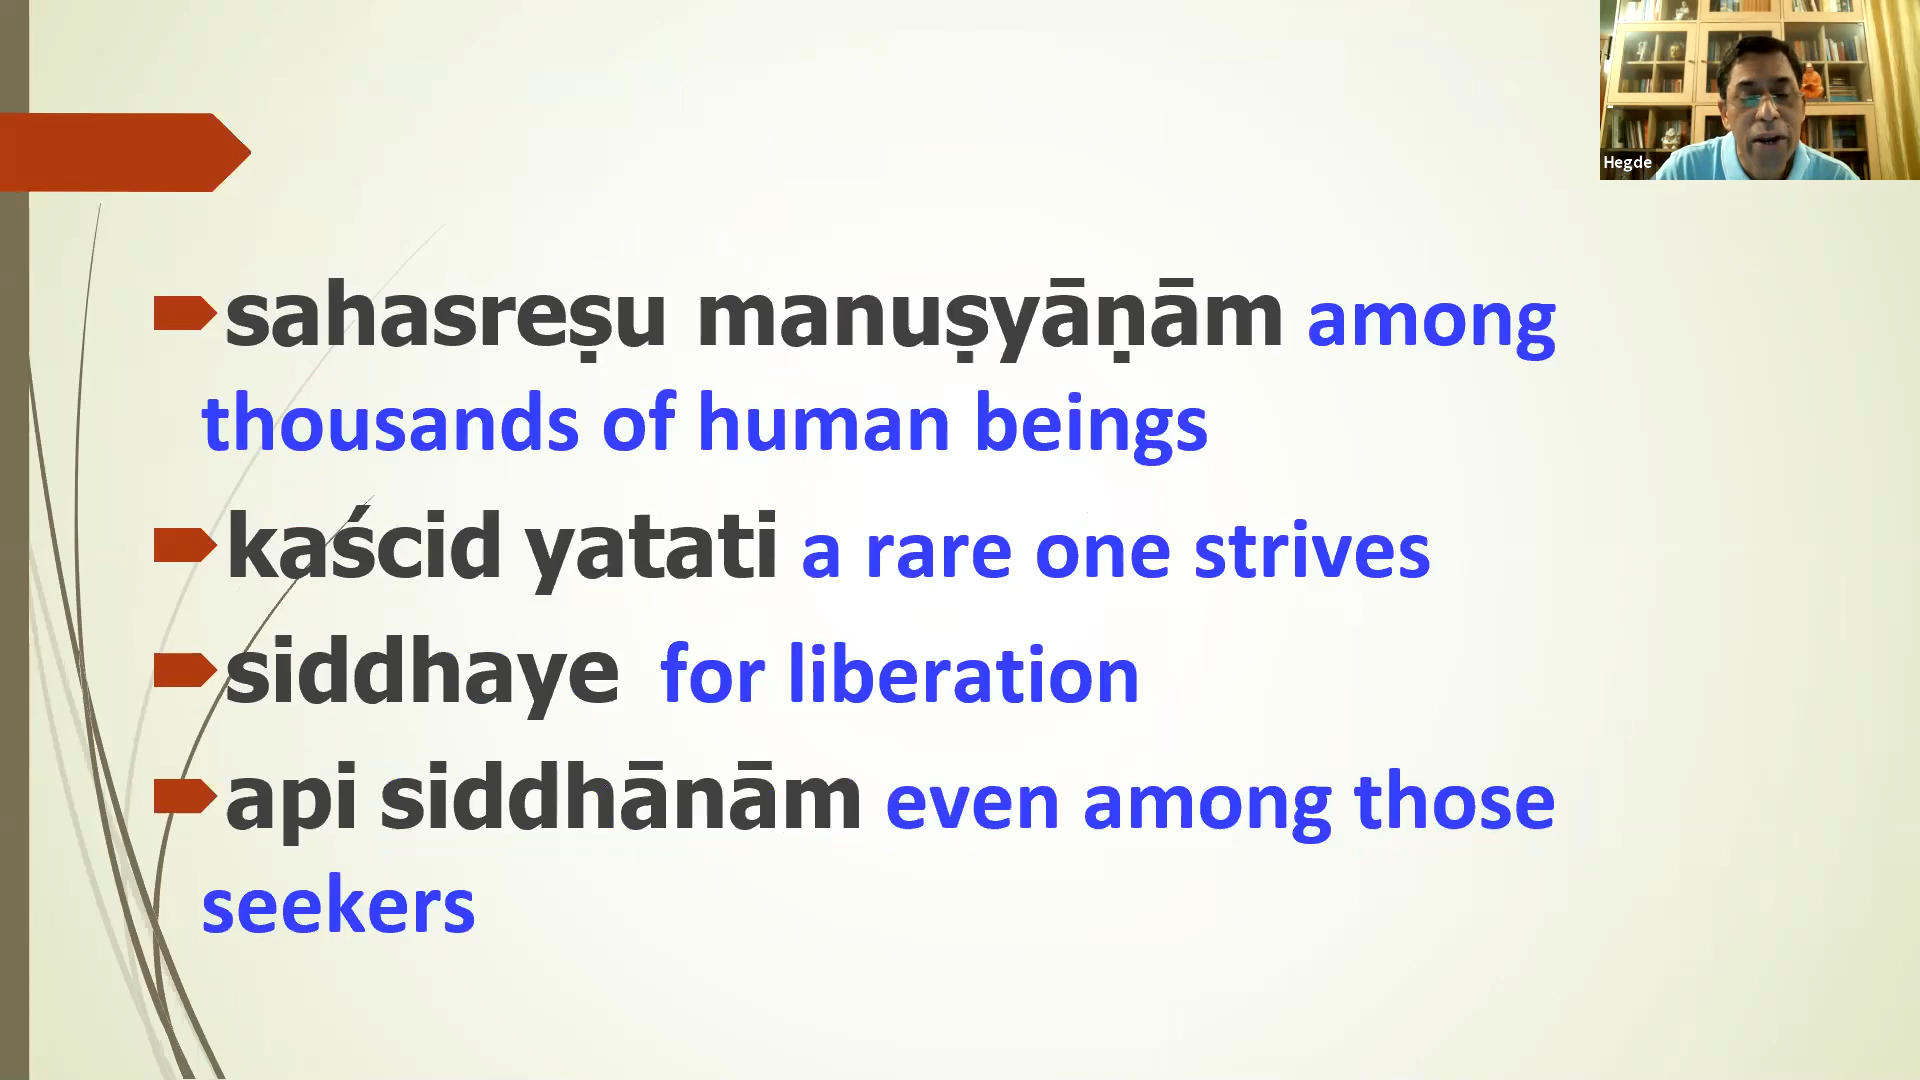 Hegde
sahasreṣu manuṣyāṇām among
thousands of human beings
kaścid yatati a rare one strives
siddhaye for liberation
api siddhānām even among those
seekers